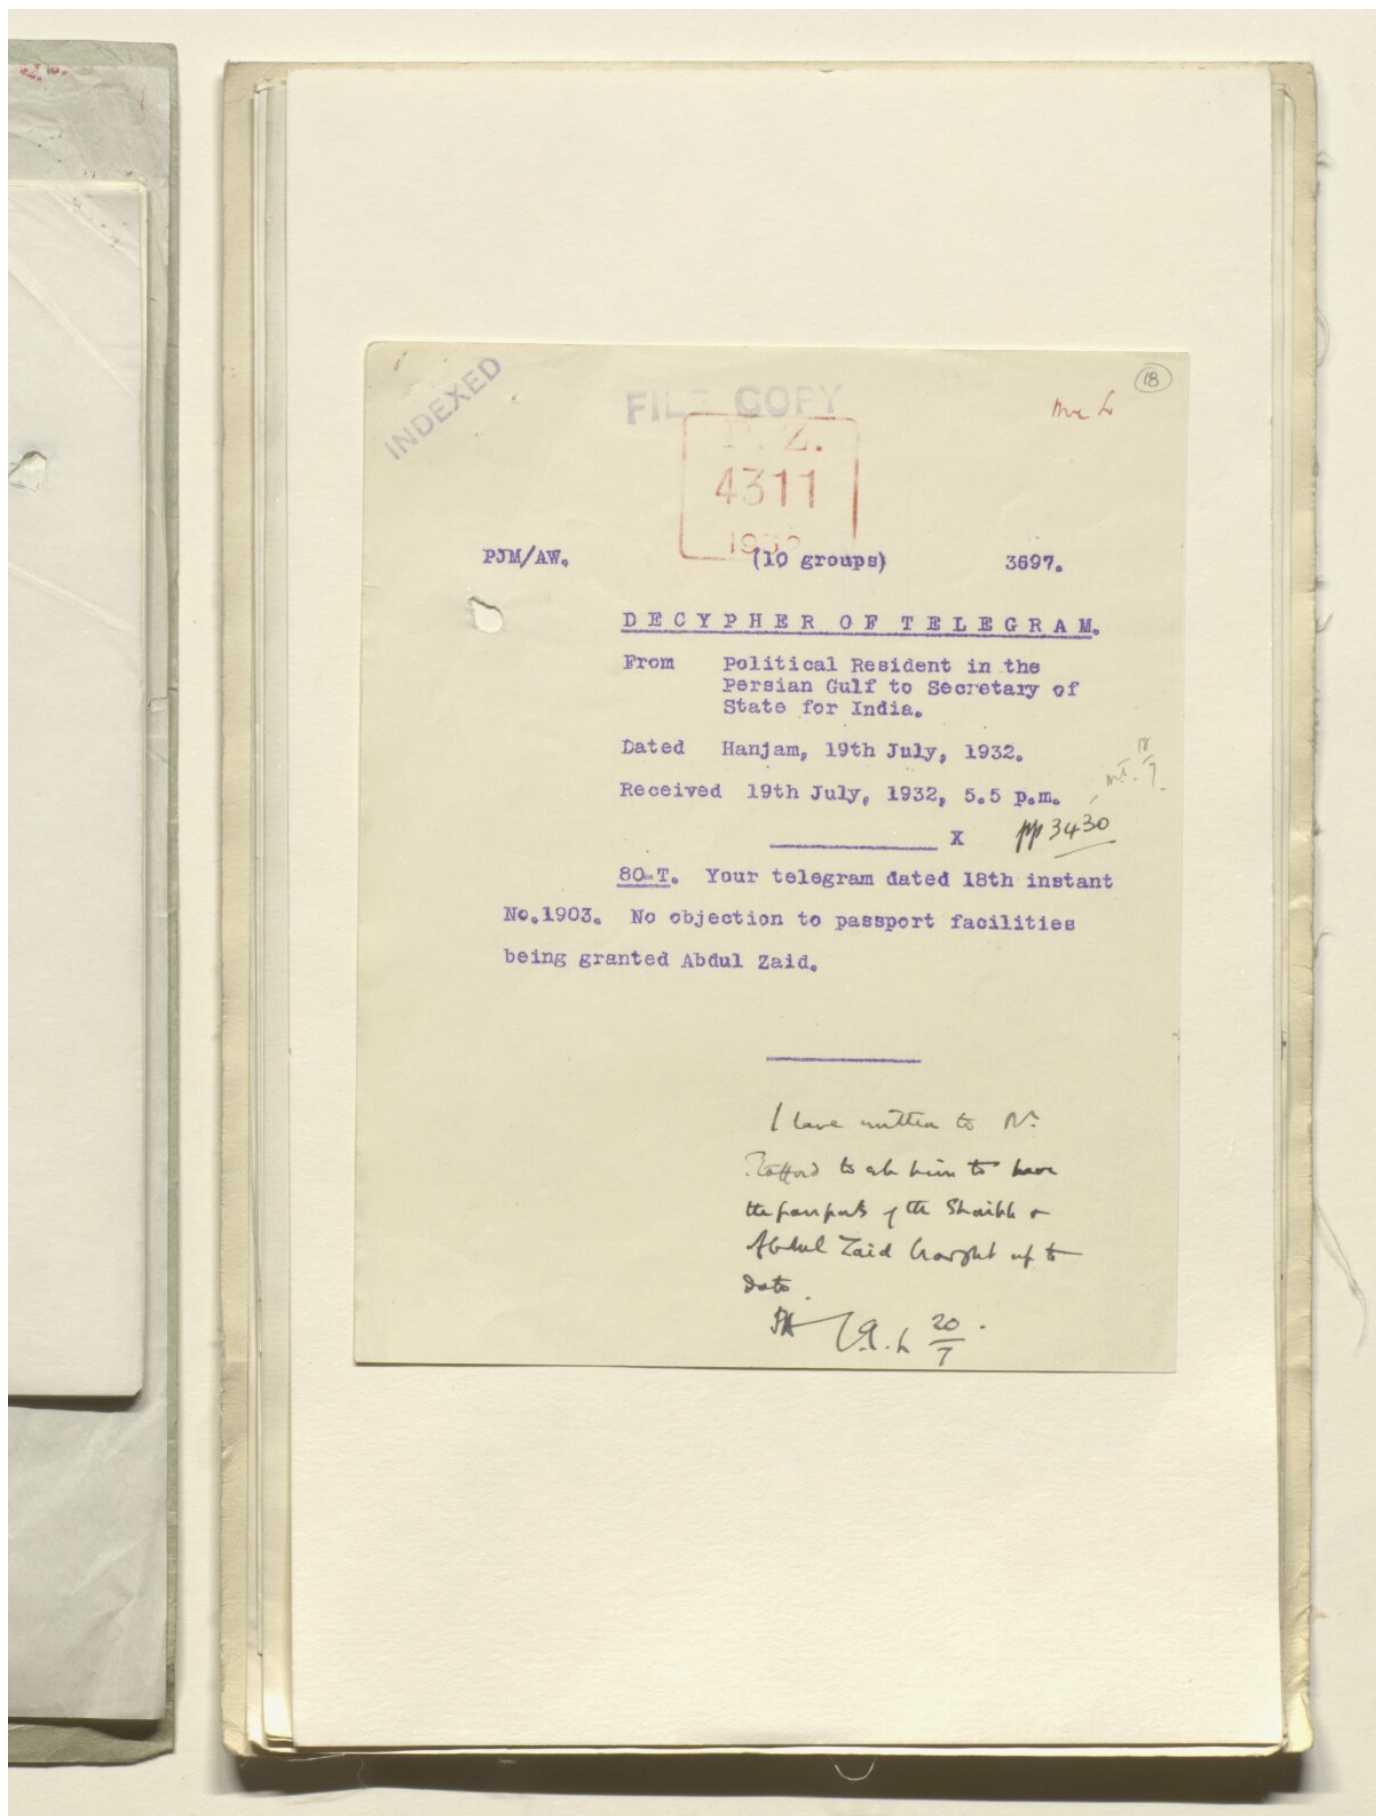 INDEXED
FILE COPY
18
P. Z.
4311
1932
PJM/AW.
(10 groups)
3697.
DECYPHER OF TELEGRAM.
From Political Resident in the
Persian Gulf to Secretary of
State for India.
Dated Hanjam, 19th July, 1932.
18/7
Received 19th July, 1932, 5.5 p.m.
X pp 3430
80-T. Your telegram dated 18th instant
No.1903. No objection to passport facilities
being granted Abdul Zaid.
I have written to Mr.
to ask him to have
the passports of the Shaikh &
Abdul Zaid brought up to
date.
20/7